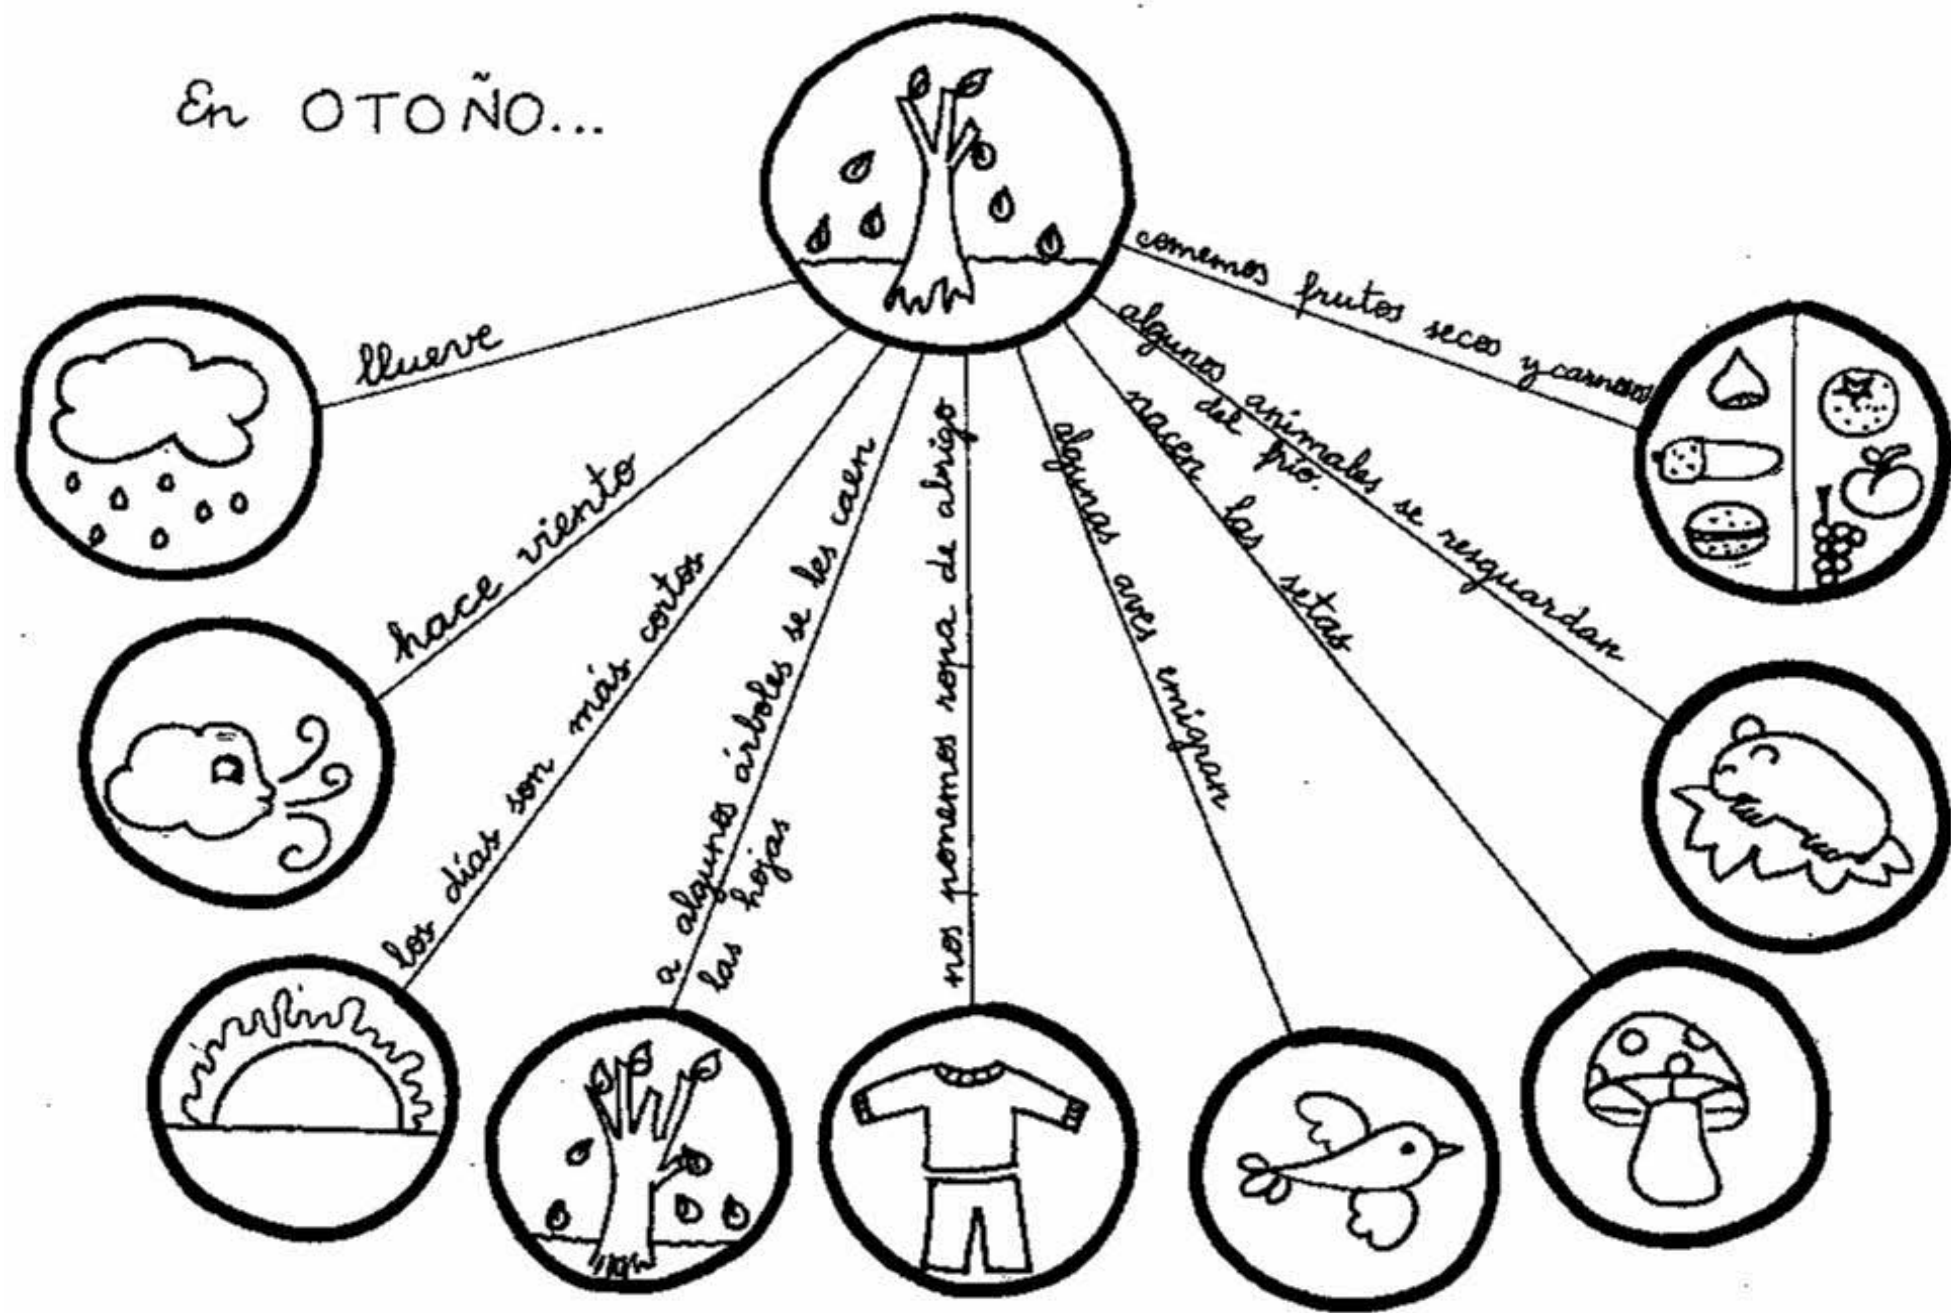 En OTOÑO...
llueve
hace viento
los días son más cortos
a algunos árboles se les caen
las hojas
nos ponemos ropa de abrigo
algunas aves emigran
nacen las setas
algunos animales se resguardan
del frío.
comemos frutos secos y carnosos